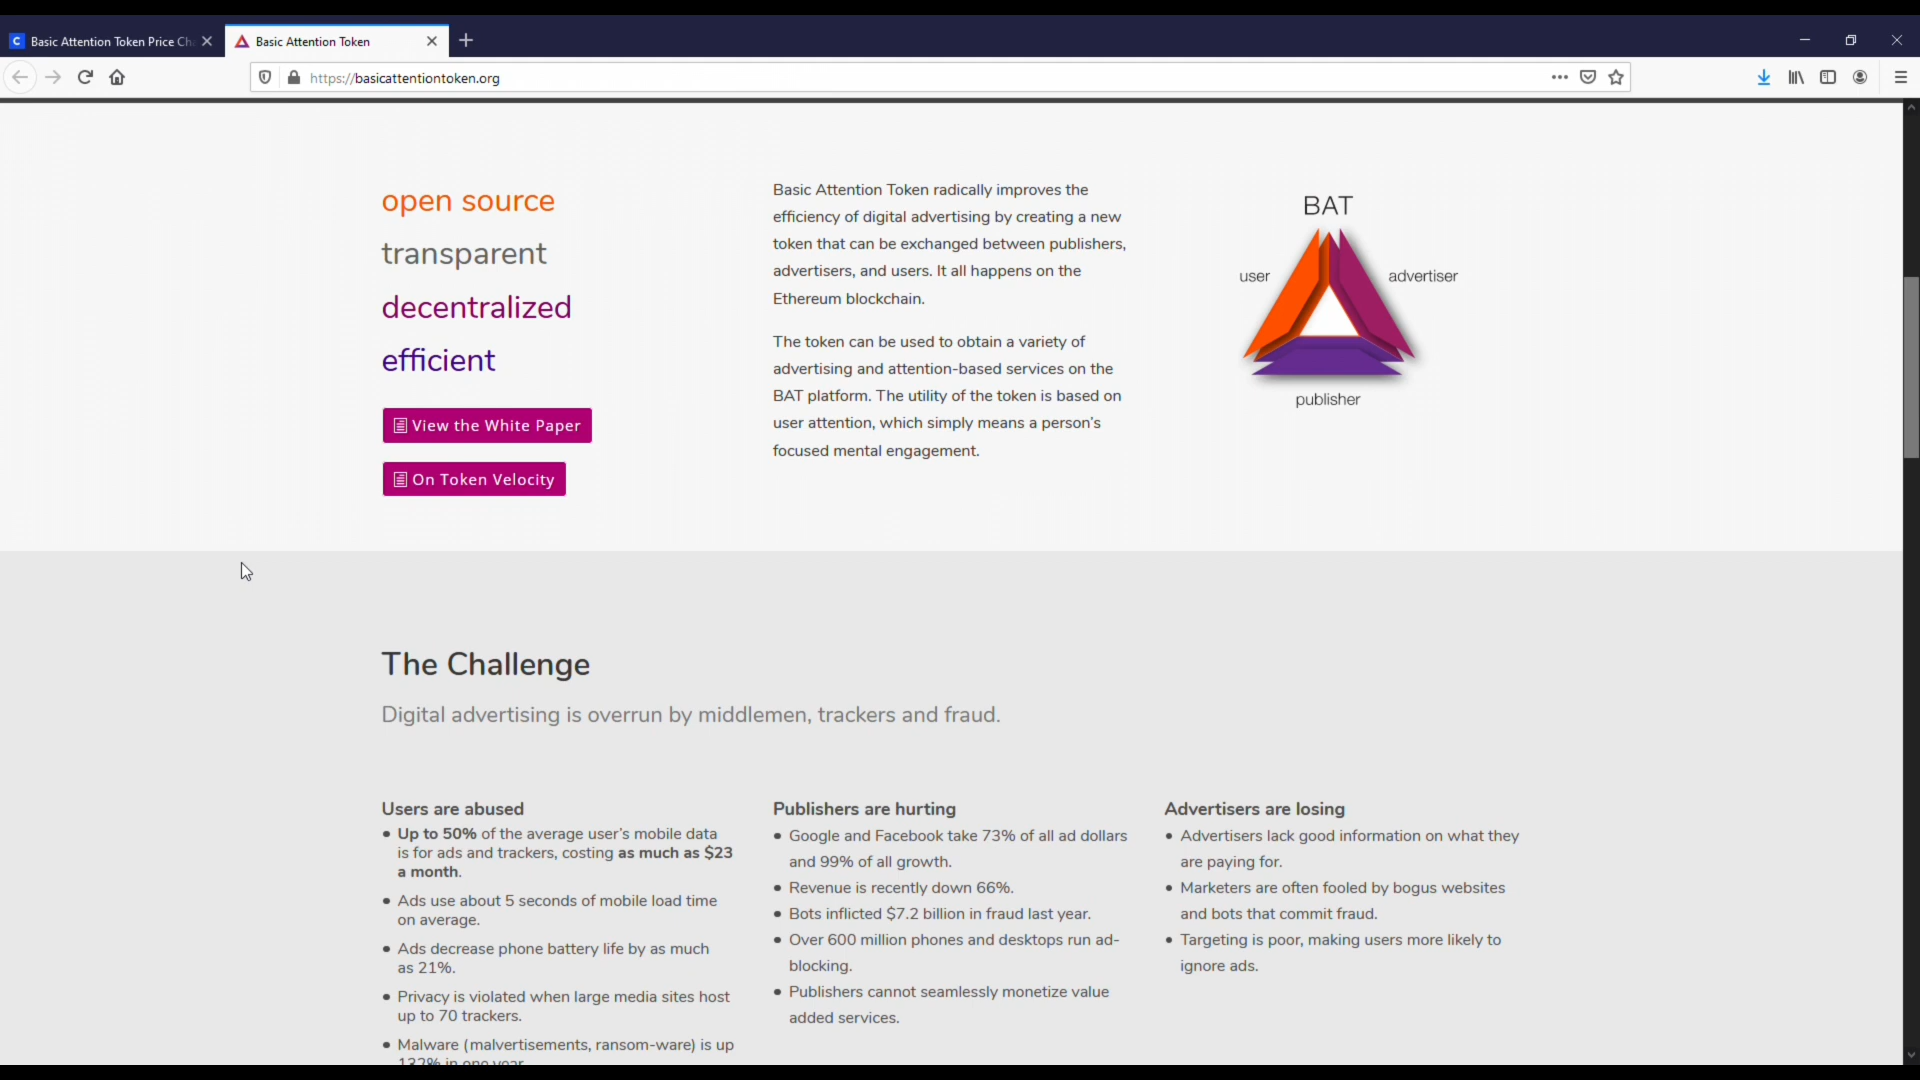 Basic Attention Token Price Ch
Basic Attention Token
https://basicattentiontoken.org
open source
transparent
decentralized
efficient
View the White Paper
On Token Velocity
Basic Attention Token radically improves the
efficiency of digital advertising by creating a new
token that can be exchanged between publishers,
advertisers, and users. It all happens on the
Ethereum blockchain.
The token can be used to obtain a variety of
advertising and attention-based services on the
BAT platform. The utility of the token is based on
user attention, which simply means a person's
focused mental engagement.
BAT
user
advertiser
publisher
The Challenge
Digital advertising is overrun by middlemen, trackers and fraud.
Users are abused
• Up to 50% of the average user's mobile data
is for ads and trackers, costing as much as $23
a month.
• Ads use about 5 seconds of mobile load time
on average.
• Ads decrease phone battery life by as much
as 21%.
• Privacy is violated when large media sites host
up to 70 trackers.
• Malware (malvertisements, ransom-ware) is up
132% in one year.
Publishers are hurting
• Google and Facebook take 73% of all ad dollars
and 99% of all growth.
• Revenue is recently down 66%.
• Bots inflicted $7.2 billion in fraud last year.
• Over 600 million phones and desktops run ad-
blocking.
• Publishers cannot seamlessly monetize value
added services.
Advertisers are losing
• Advertisers lack good information on what they
are paying for.
• Marketers are often fooled by bogus websites
and bots that commit fraud.
• Targeting is poor, making users more likely to
ignore ads.